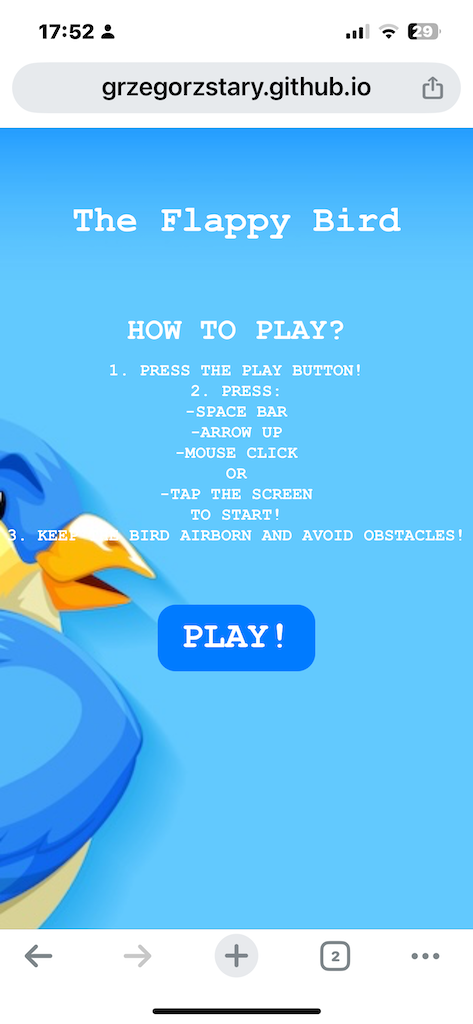 17:52
29
grzegorzstary.github.io
The Flappy Bird
HOW TO PLAY?
1. PRESS THE PLAY BUTTON!
2. PRESS:
-SPACE BAR
-ARROW UP
-MOUSE CLICK
OR
-TAP THE SCREEN
TO START!
3. KEEP THE BIRD AIRBORN AND AVOID OBSTACLES!
PLAY!
2